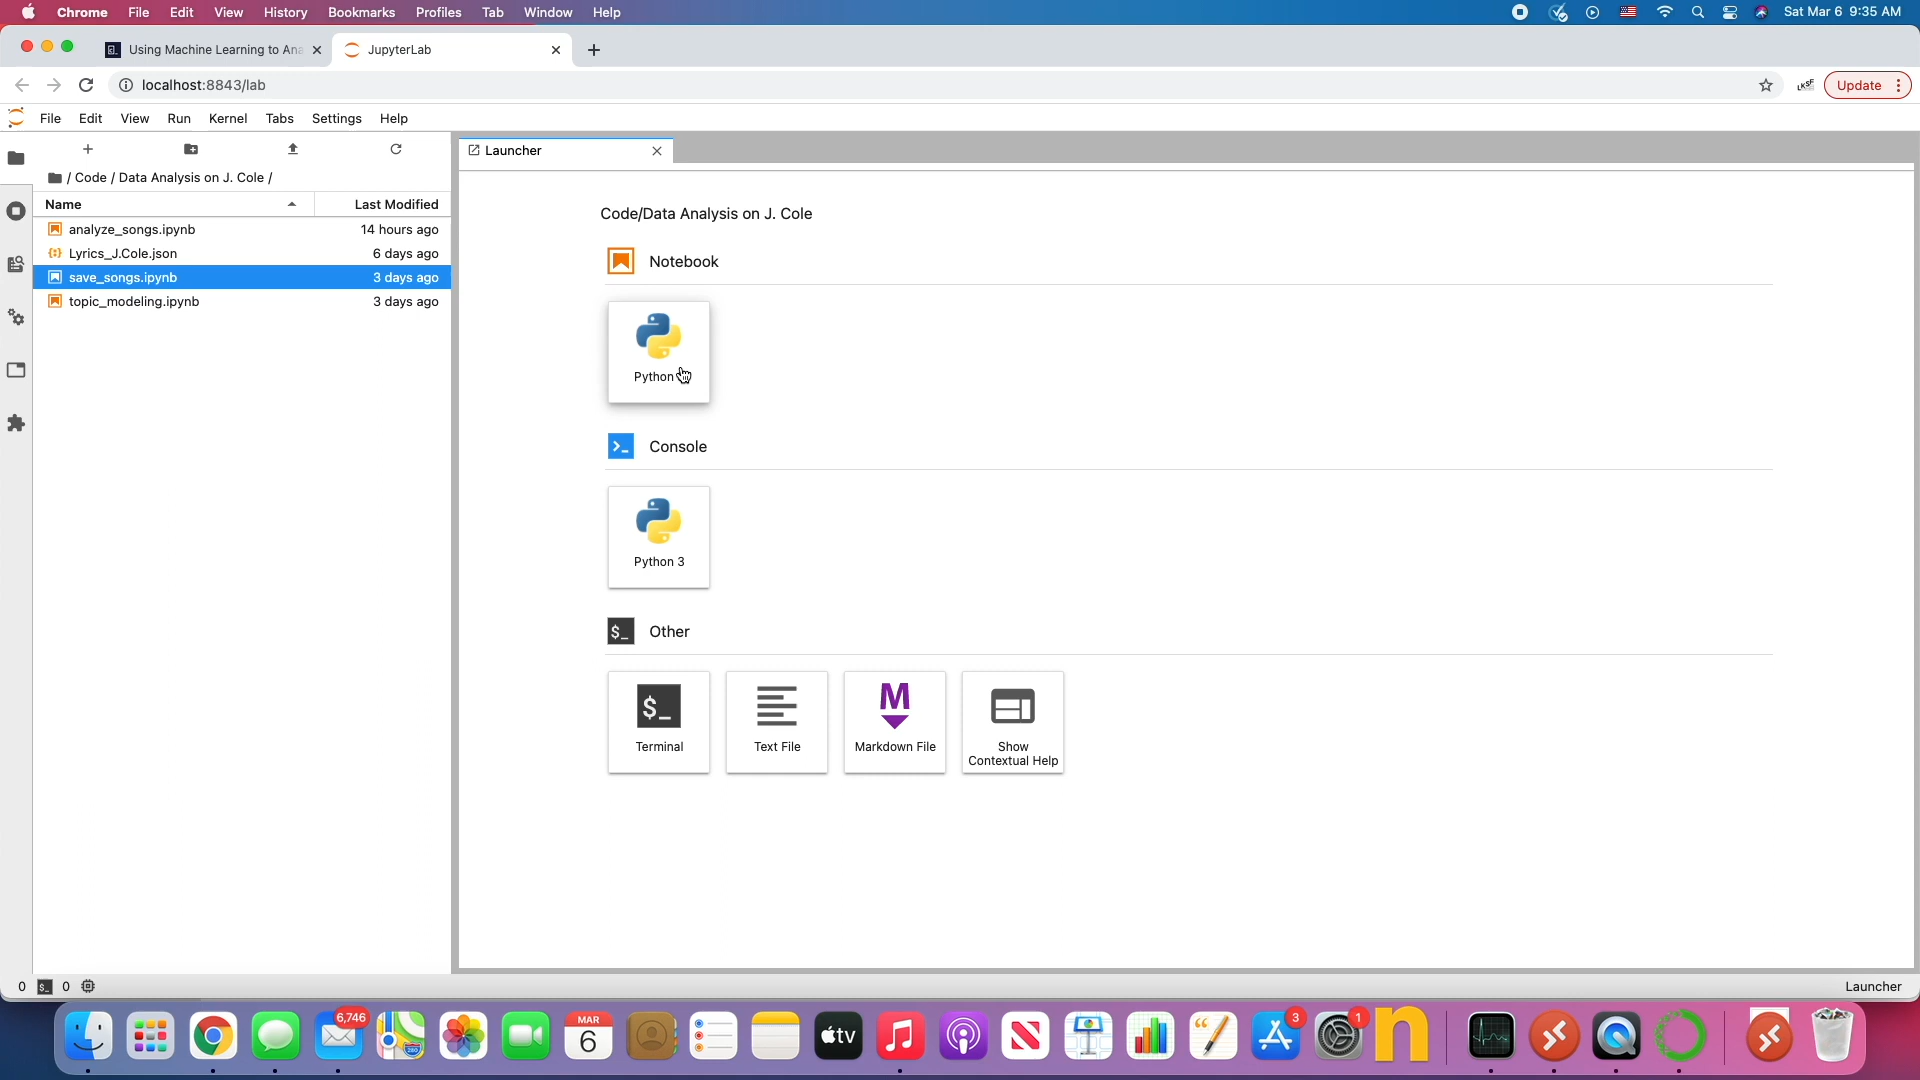 Chrome File Edit View History Bookmarks Profiles Tab Window Help Sat Mar 6 9:35 AM
Using Machine Learning to Ana JupyterLab
localhost:8843/lab Update
File Edit View Run Kernel Tabs Settings Help
Launcher
/ Code / Data Analysis on J. Cole /
Name Last Modified
analyze_songs.ipynb 14 hours ago
Lyrics_J.Cole.json 6 days ago
save_songs.ipynb 3 days ago
topic_modeling.ipynb 3 days ago
Code/Data Analysis on J. Cole
Notebook
Python
>_ Console
Python 3
$_ Other
$_
M
Terminal
Text File
Markdown File
Show
Contextual Help
0 $_ 0 Launcher
6,746
MAR
6
280
tv
3
1
n